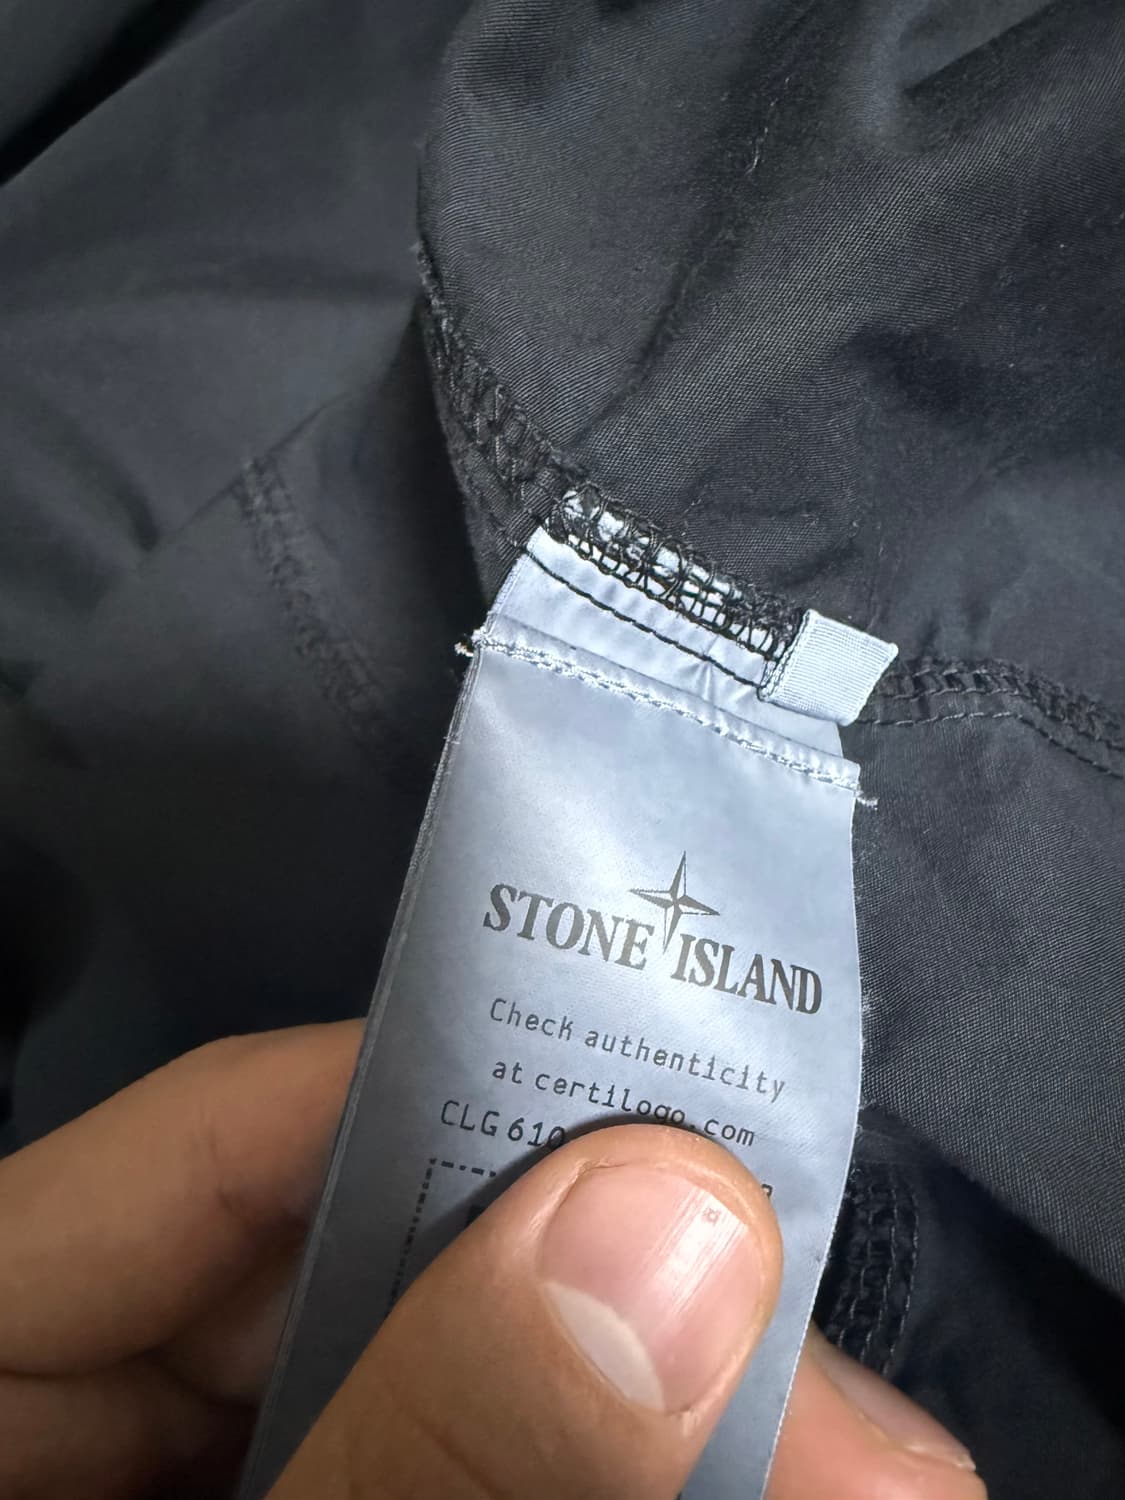 STONE ISLAND
Check authenticity
at certilogo.com
CLG 610